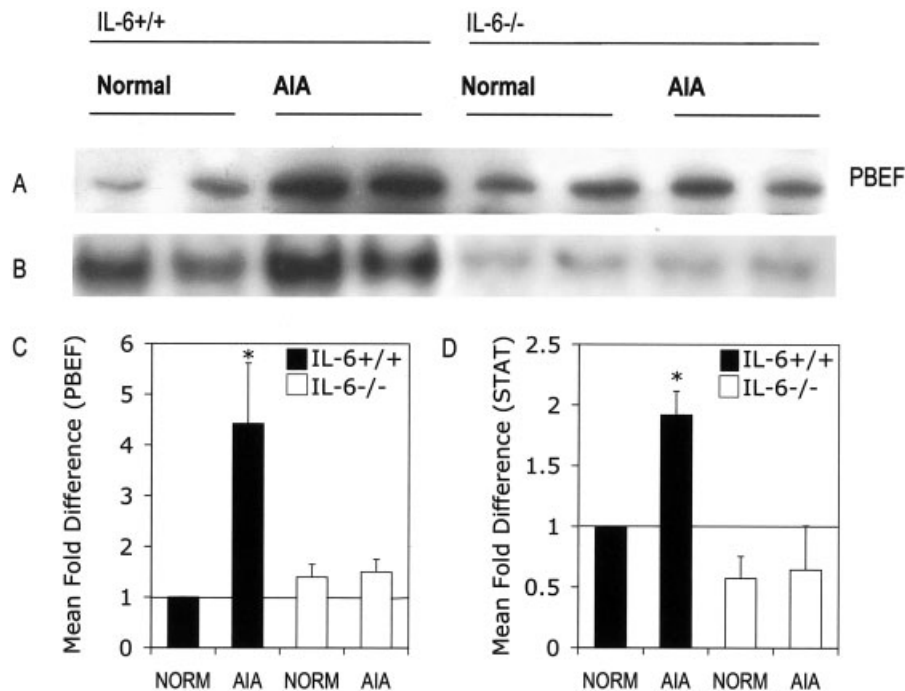 IL-6+/+ IL-6-/-
Normal AIA Normal AIA
A PBEF
B
C
Mean Fold Difference (PBEF)
6
5
4
3
2
1
0
*
IL-6+/+
IL-6-/-
NORM AIA NORM AIA
D
Mean Fold Difference (STAT)
2.5
2
1.5
1
0.5
0
*
IL-6+/+
IL-6-/-
NORM AIA NORM AIA